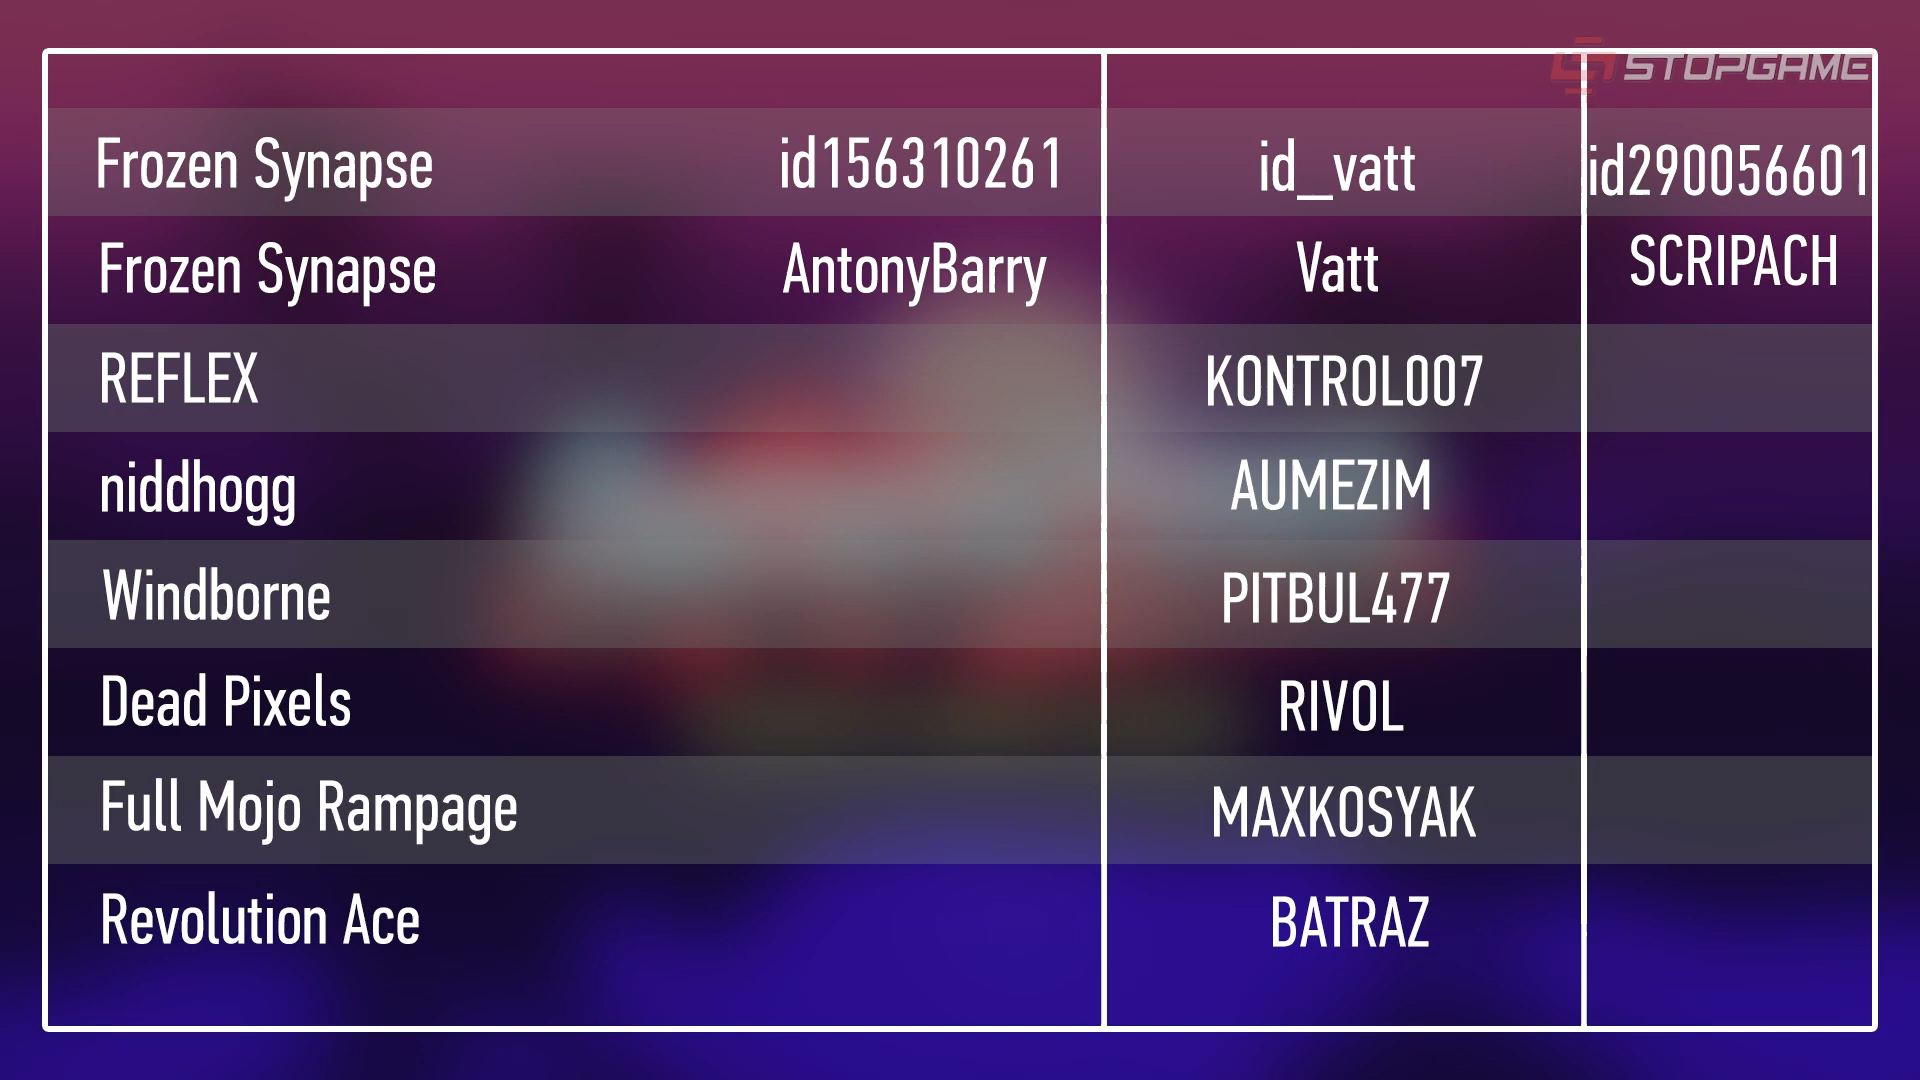 STOPGAME
Frozen Synapse id156310261 id_vatt id290056601
Frozen Synapse AntonyBarry Vatt SCRIPACH
REFLEX KONTROL007
niddhogg AUMEZIM
Windborne PITBUL477
Dead Pixels RIVOL
Full Mojo Rampage MAXKOSYAK
Revolution Ace BATRAZ